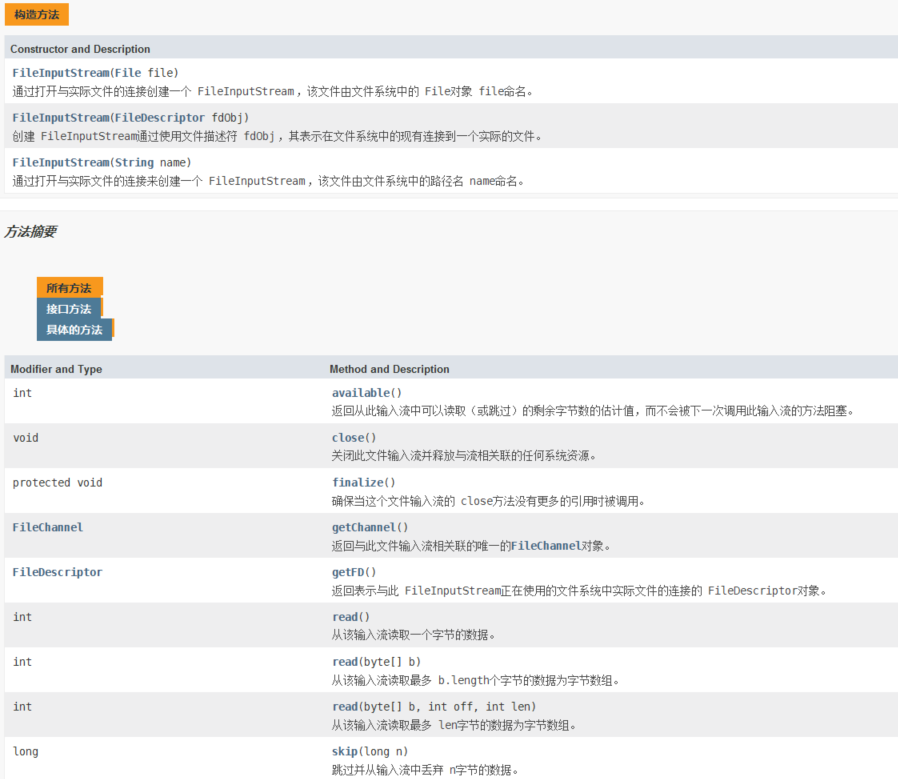 构造方法
Constructor and Description
FileInputStream(File file)
通过打开与实际文件的连接创建一个 FileInputStream，该文件由文件系统中的 File对象 file命名。
FileInputStream(FileDescriptor fdObj)
创建 FileInputStream通过使用文件描述符 fdObj，其表示在文件系统中的现有连接到一个实际的文件。
FileInputStream(String name)
通过打开与实际文件的连接来创建一个 FileInputStream，该文件由文件系统中的路径名 name命名。
方法摘要
所有方法
接口方法
具体的方法
Modifier and Type Method and Description
int available()
返回从此输入流中可以读取（或跳过）的剩余字节数的估计值，而不会被下一次调用此输入流的方法阻塞。
void close()
关闭此文件输入流并释放与流相关联的任何系统资源。
protected void finalize()
确保当这个文件输入流的 close方法没有更多的引用时被调用。
FileChannel getChannel()
返回与此文件输入流相关联的唯一的FileChannel对象。
FileDescriptor getFD()
返回表示与此 FileInputStream正在使用的文件系统中实际文件的连接的 FileDescriptor对象。
int read()
从该输入流读取一个字节的数据。
int read(byte[] b)
从该输入流读取最多 b.length个字节的数据为字节数组。
int read(byte[] b, int off, int len)
从该输入流读取最多 len字节的数据为字节数组。
long skip(long n)
跳过并从输入流中丢弃 n字节的数据。